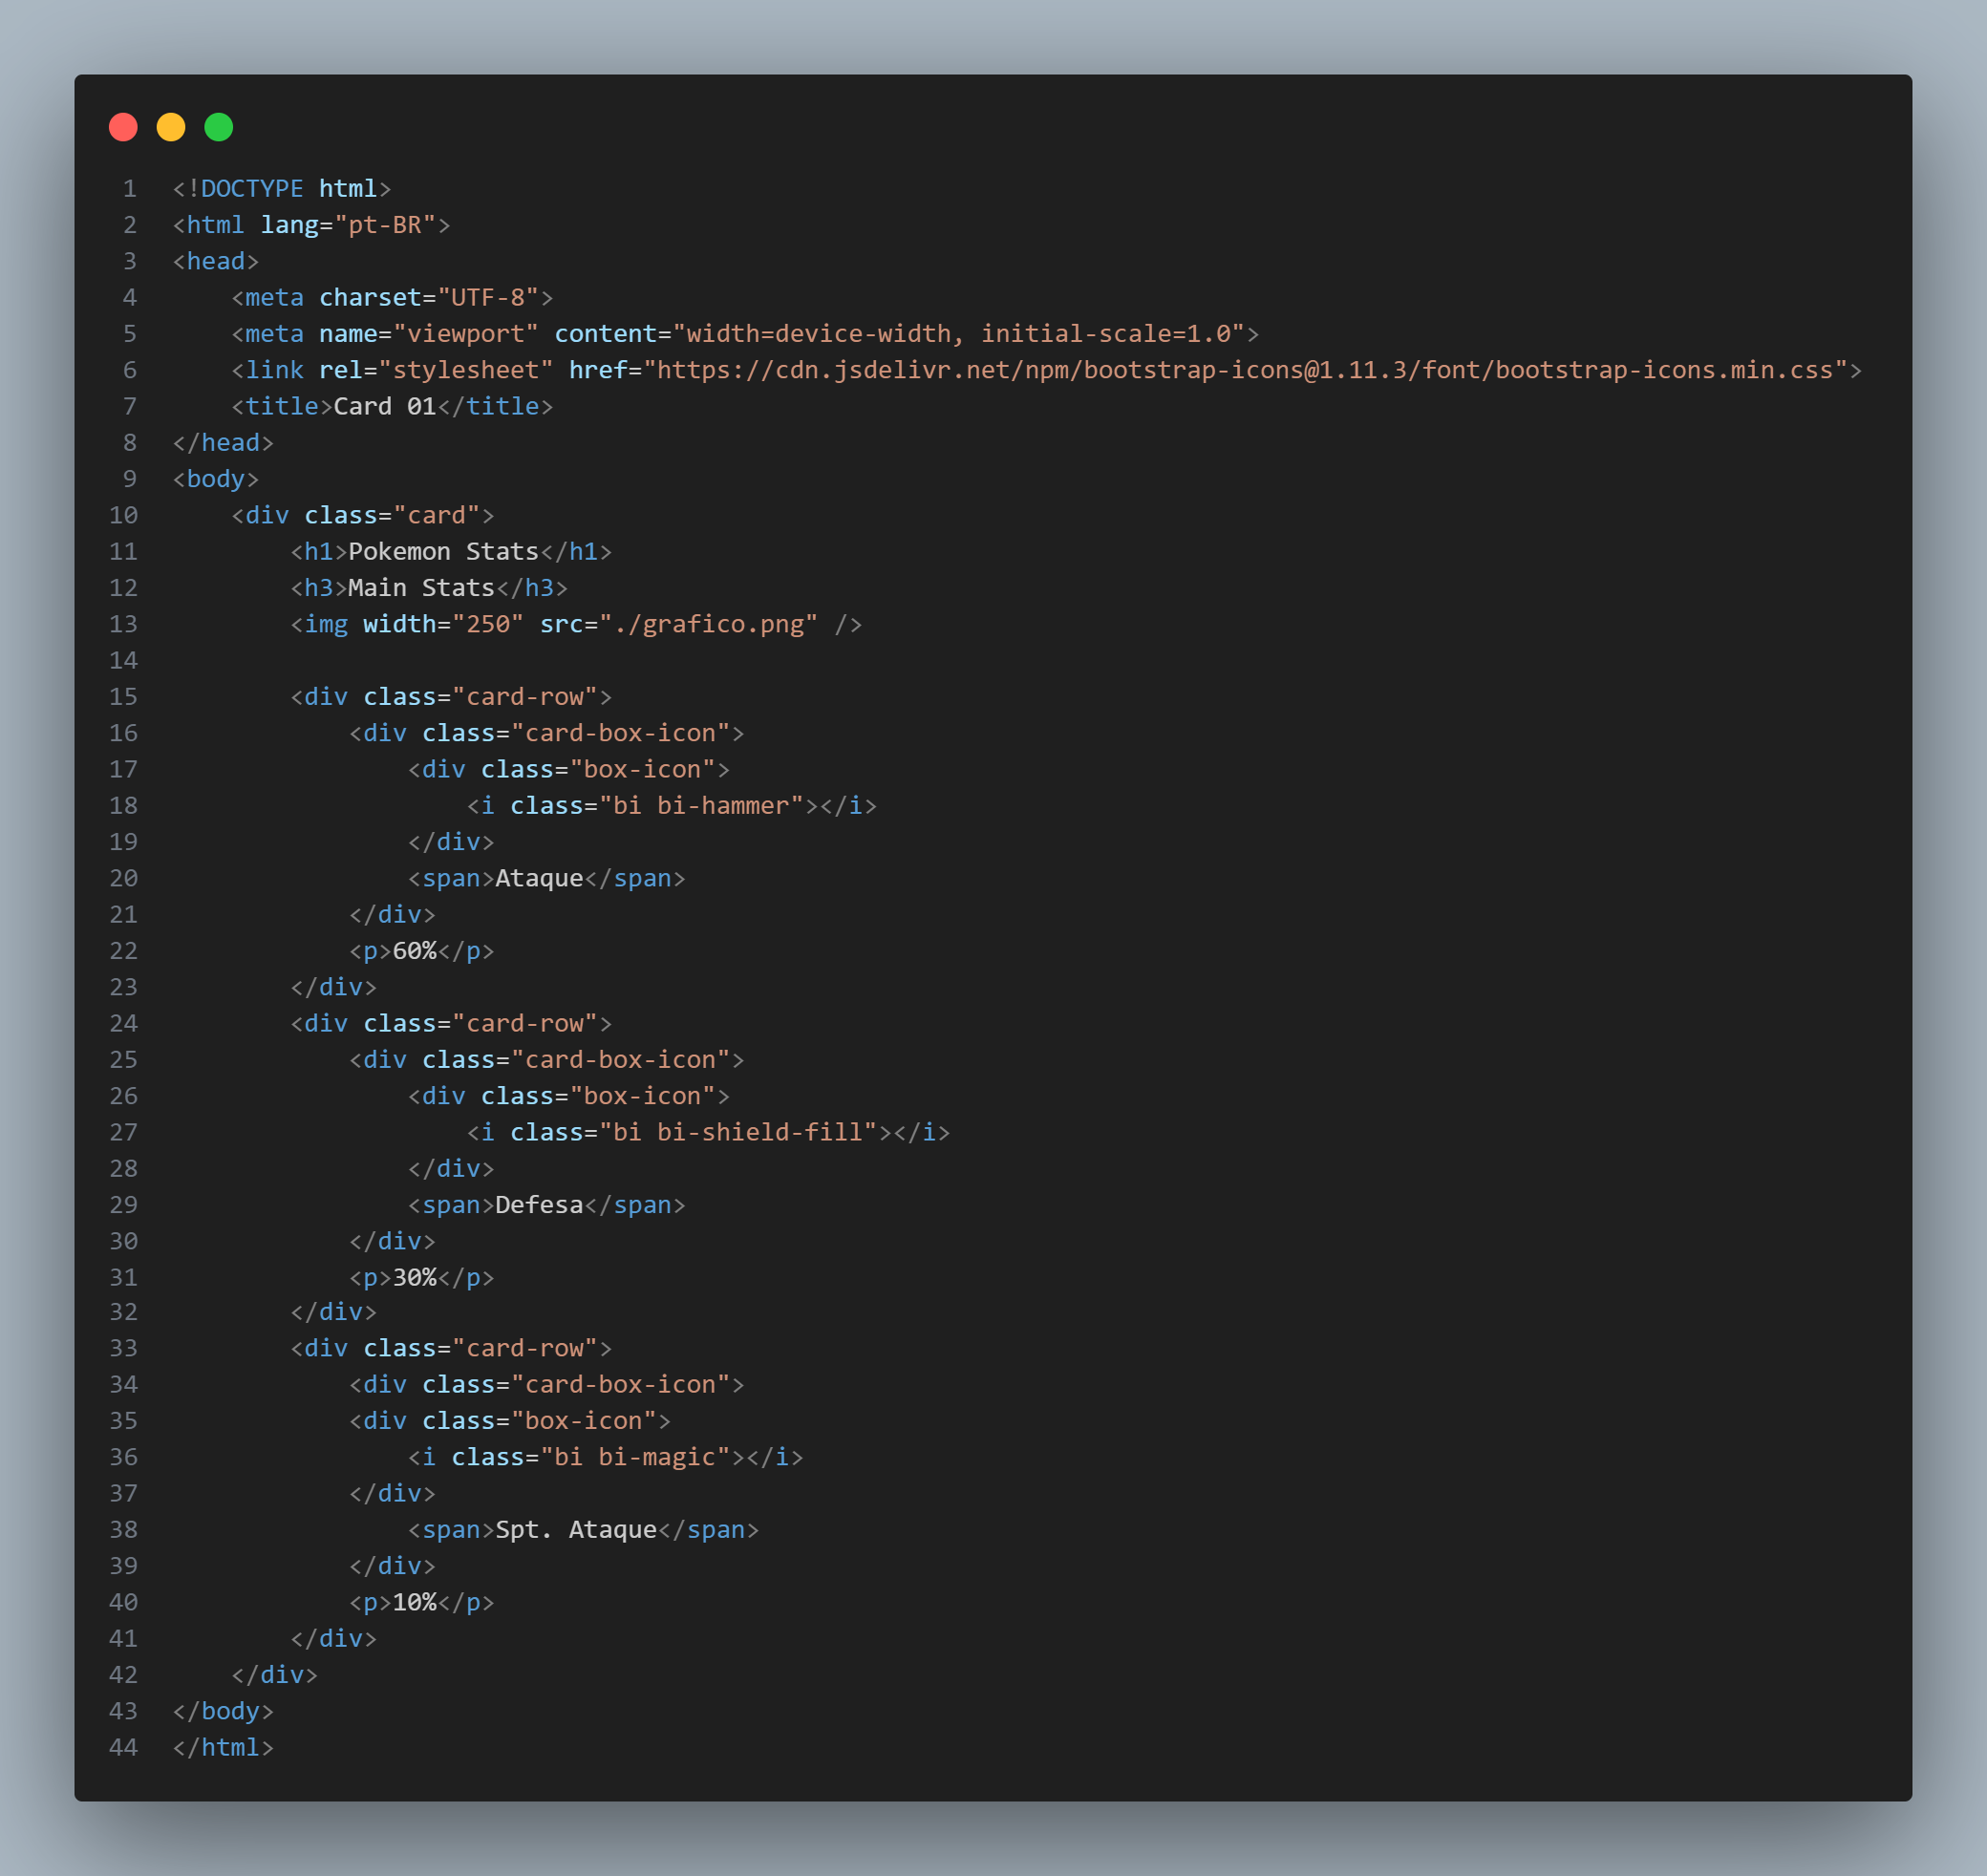 1 <!DOCTYPE html>
2 <html lang="pt-BR">
3 <head>
4     <meta charset="UTF-8">
5     <meta name="viewport" content="width=device-width, initial-scale=1.0">
6     <link rel="stylesheet" href="https://cdn.jsdelivr.net/npm/bootstrap-icons@1.11.3/font/bootstrap-icons.min.css">
7     <title>Card 01</title>
8 </head>
9 <body>
10     <div class="card">
11         <h1>Pokemon Stats</h1>
12         <h3>Main Stats</h3>
13         <img width="250" src="./grafico.png" />
14
15         <div class="card-row">
16             <div class="card-box-icon">
17                 <div class="box-icon">
18                     <i class="bi bi-hammer"></i>
19                 </div>
20                 <span>Ataque</span>
21             </div>
22             <p>60%</p>
23         </div>
24         <div class="card-row">
25             <div class="card-box-icon">
26                 <div class="box-icon">
27                     <i class="bi bi-shield-fill"></i>
28                 </div>
29                 <span>Defesa</span>
30             </div>
31             <p>30%</p>
32         </div>
33         <div class="card-row">
34             <div class="card-box-icon">
35             <div class="box-icon">
36                 <i class="bi bi-magic"></i>
37             </div>
38                 <span>Spt. Ataque</span>
39             </div>
40             <p>10%</p>
41         </div>
42     </div>
43 </body>
44 </html>